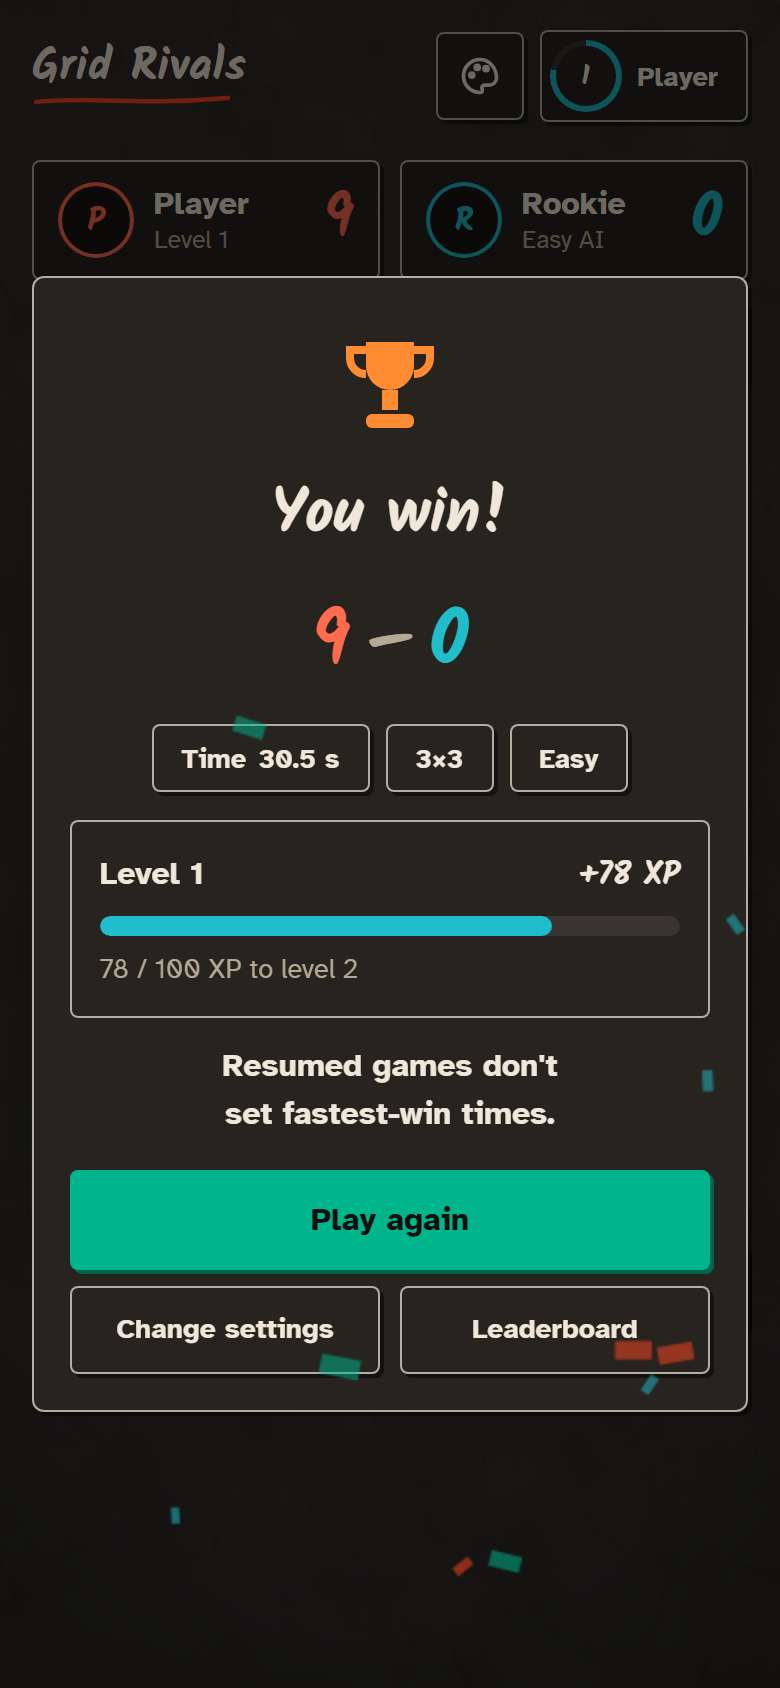 Grid Rivals
1
Player
P
Player
Level 1
9
R
Rookie
Easy AI
0
You win!
9 – 0
Time 30.5 s
3×3
Easy
Level 1
+78 XP
78 / 100 XP to level 2
Resumed games don't
set fastest-win times.
Play again
Change settings
Leaderboard